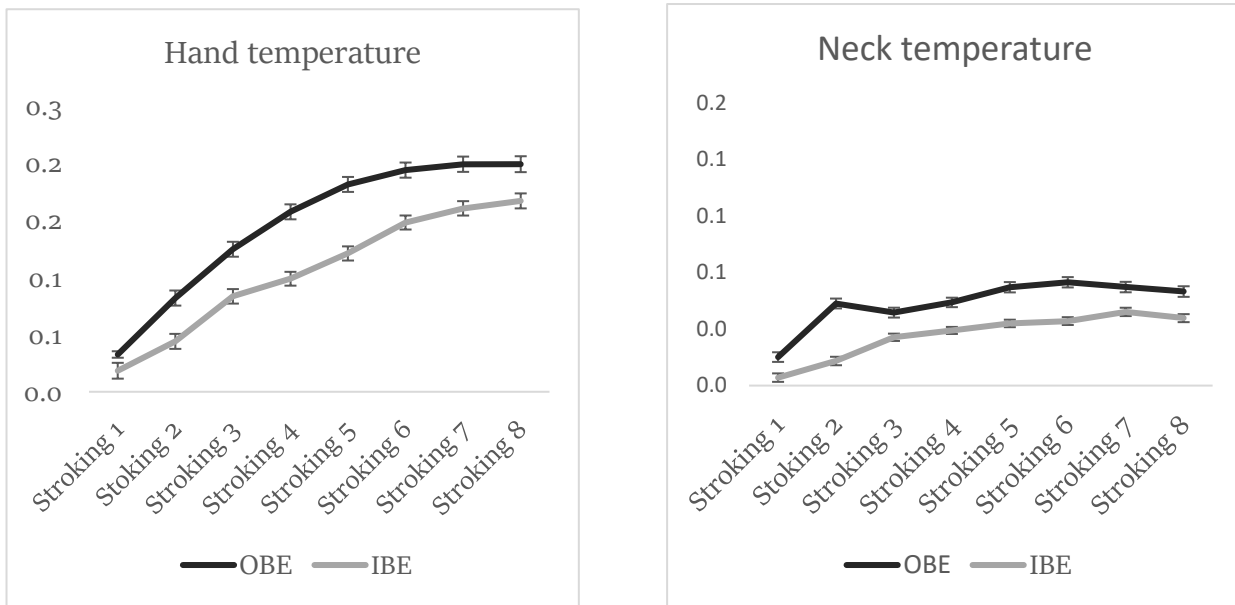 Hand temperature
0.3
0.2
0.2
0.1
0.1
0.0
Stroking 1
Stoking 2
Stroking 3
Stroking 4
Stroking 5
Stroking 6
Stroking 7
Stroking 8
OBE IBE
Neck temperature
0.2
0.1
0.1
0.1
0.0
0.0
Stroking 1
Stoking 2
Stroking 3
Stroking 4
Stroking 5
Stroking 6
Stroking 7
Stroking 8
OBE IBE